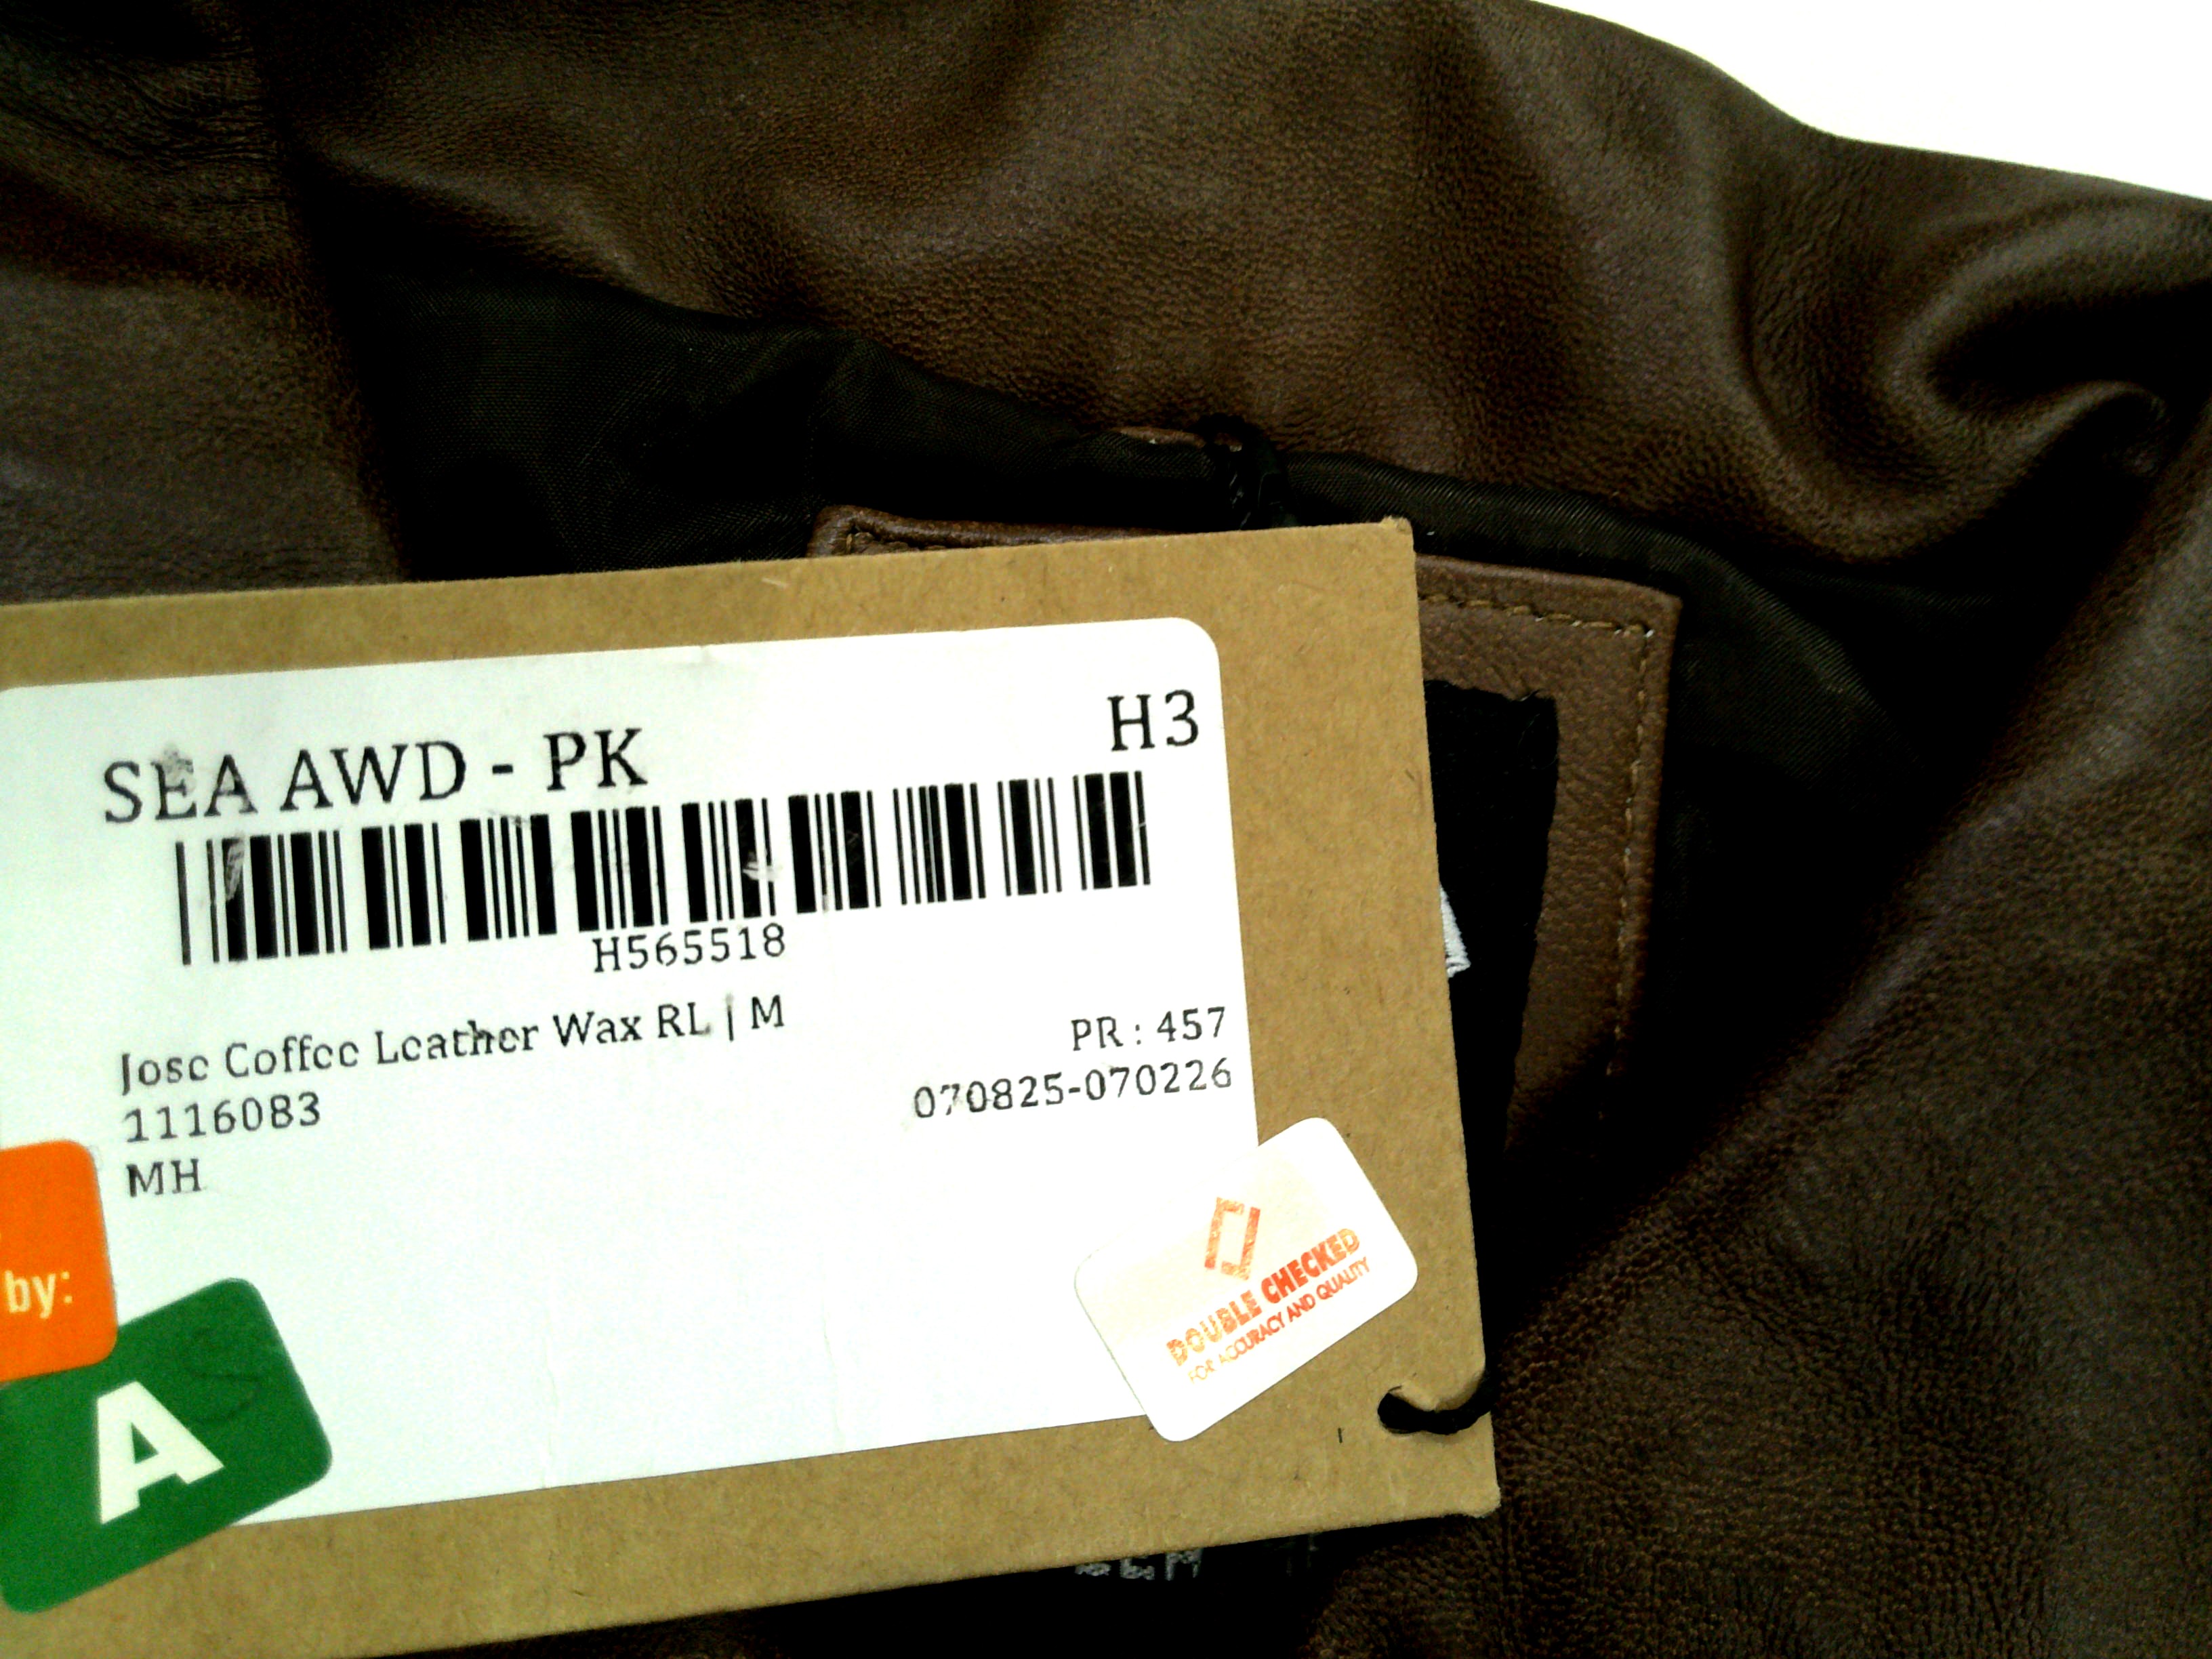 SEA AWD - PK
H3
H565518
Jose Coffee Leather Wax RL | M
PR : 457
1116083
070825-070226
MH
by:
A
DOUBLE CHECKED
FOR ACCURACY AND QUALITY